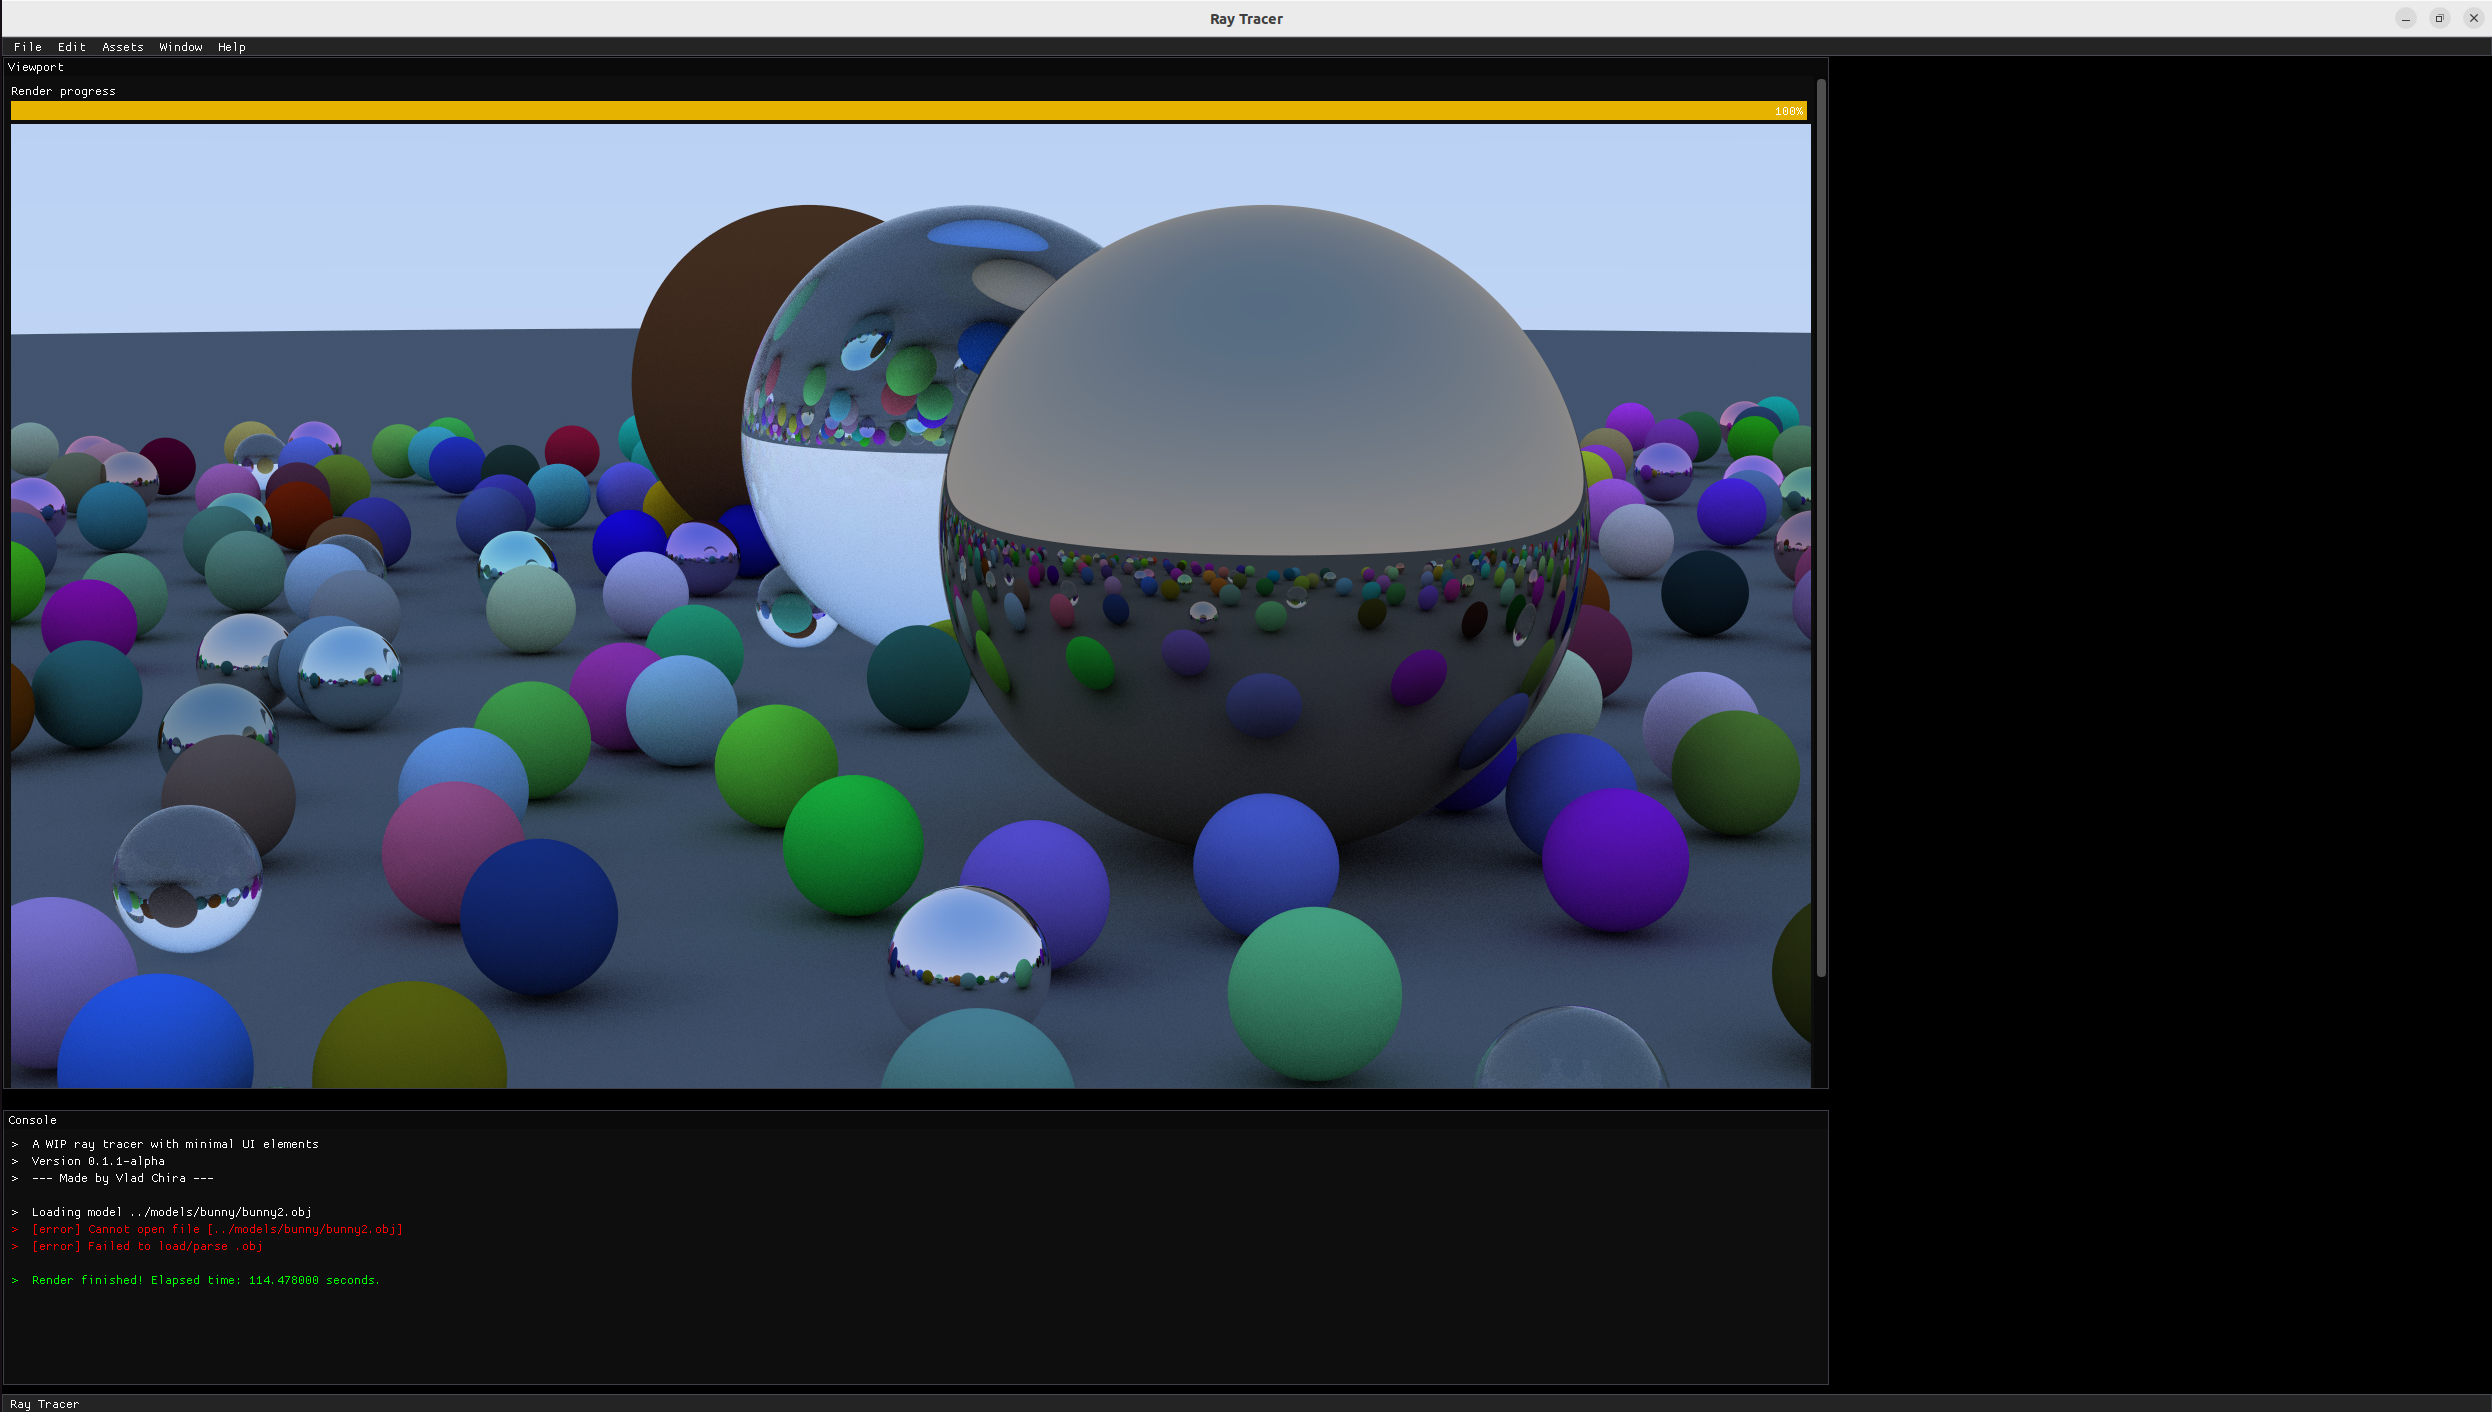 Ray Tracer
File Edit Assets Window Help
Viewport
Render progress
100%
Console
> A WIP ray tracer with minimal UI elements
> Version 0.1.1-alpha
> --- Made by Vlad Chira ---
> Loading model ../models/bunny/bunny2.obj
> [error] Cannot open file [../models/bunny/bunny2.obj]
> [error] Failed to load/parse .obj
> Render finished! Elapsed time: 114.478000 seconds.
Ray Tracer